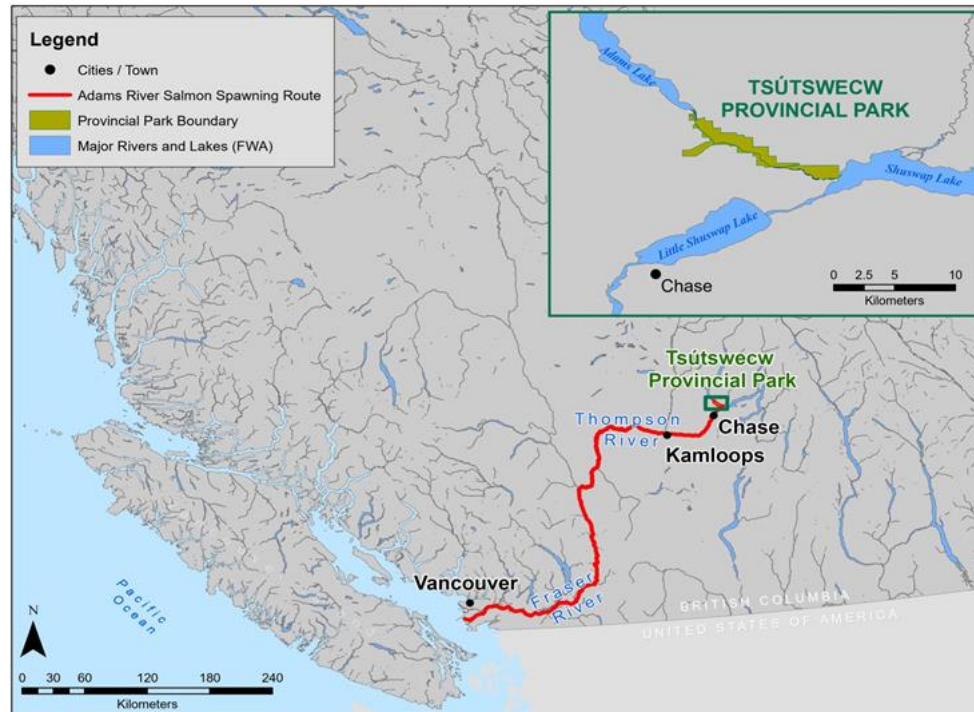 Legend
Cities / Town
Adams River Salmon Spawning Route
Provincial Park Boundary
Major Rivers and Lakes (FWA)
Adams Lake
TSÚTSWECW
PROVINCIAL PARK
Shuswap Lake
Little Shuswap Lake
Chase
0 2.5 5 10
Kilometers
Tsútswecw
Provincial Park
Thompson
River
Chase
Kamloops
Vancouver
Fraser
River
Pacific
Ocean
BRITISH COLUMBIA
UNITED STATES OF AMERICA
N
0 30 60 120 180 240
Kilometers